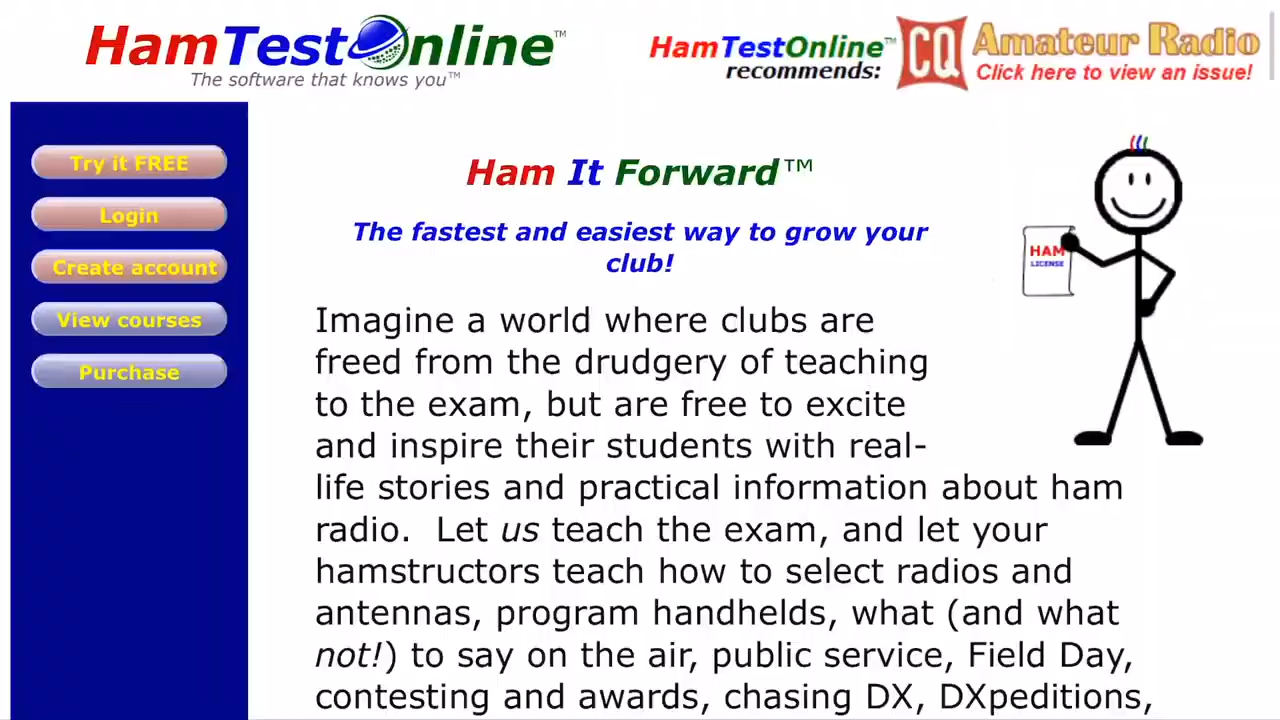 HamTestOnline™
The software that knows you™
HamTestOnline™
recommends:
CQ Amateur Radio
Click here to view an issue!
Try it FREE
Login
Create account
View courses
Purchase
Ham It Forward™
The fastest and easiest way to grow your
club!
HAM
LICENSE
Imagine a world where clubs are
freed from the drudgery of teaching
to the exam, but are free to excite
and inspire their students with real-
life stories and practical information about ham
radio.  Let us teach the exam, and let your
hamstructors teach how to select radios and
antennas, program handhelds, what (and what
not!) to say on the air, public service, Field Day,
contesting and awards, chasing DX, DXpeditions,